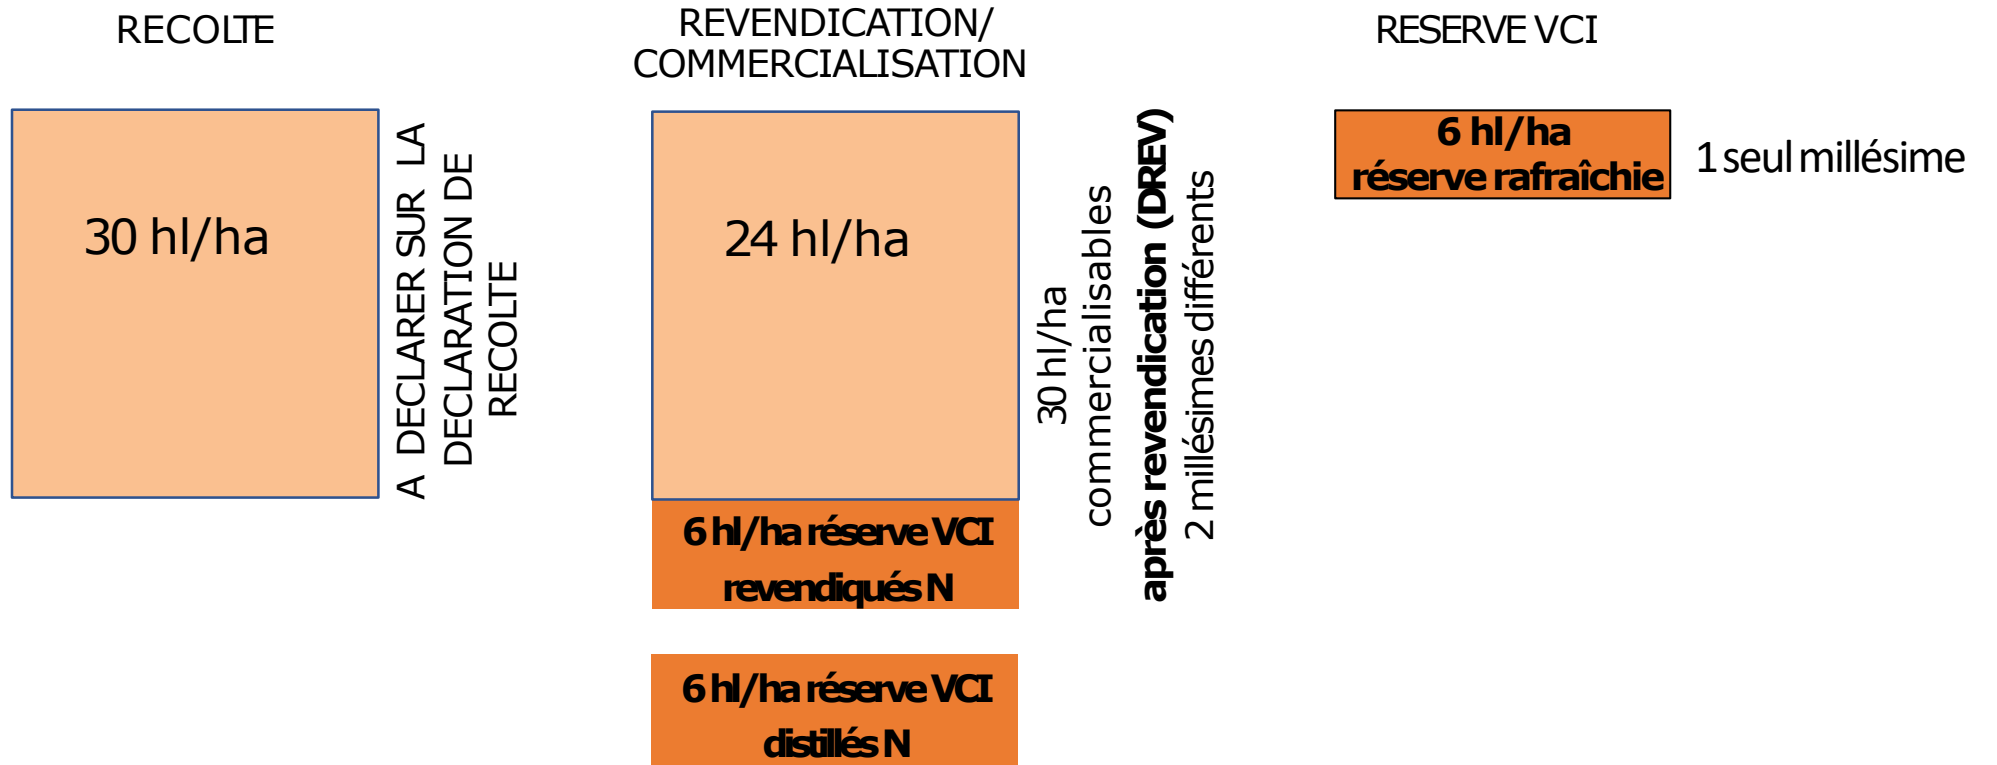 RECOLTE
30 hl/ha
A DECLARER SUR LA
DECLARATION DE
RECOLTE
REVENDICATION/
COMMERCIALISATION
24 hl/ha
6 hl/ha réserve VCI
revendiqués N
6 hl/ha réserve VCI
distillés N
30 hl/ha
commercialisables
après revendication (DREV)
2 millésimes différents
RESERVE VCI
6 hl/ha
réserve rafraîchie
1 seul millésime